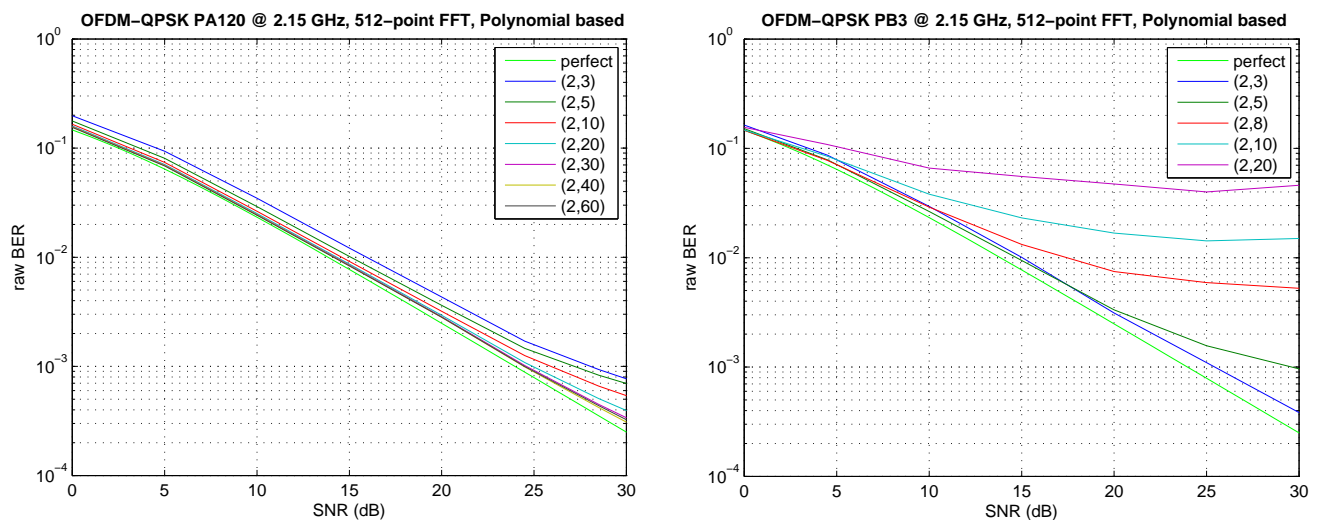 OFDM−QPSK PA120 @ 2.15 GHz, 512−point FFT, Polynomial based
10^0
10^−1
10^−2
10^−3
10^−4
raw BER
0 5 10 15 20 25 30
SNR (dB)
perfect
(2,3)
(2,5)
(2,10)
(2,20)
(2,30)
(2,40)
(2,60)
OFDM−QPSK PB3 @ 2.15 GHz, 512−point FFT, Polynomial based
10^0
10^−1
10^−2
10^−3
10^−4
raw BER
0 5 10 15 20 25 30
SNR (dB)
perfect
(2,3)
(2,5)
(2,8)
(2,10)
(2,20)